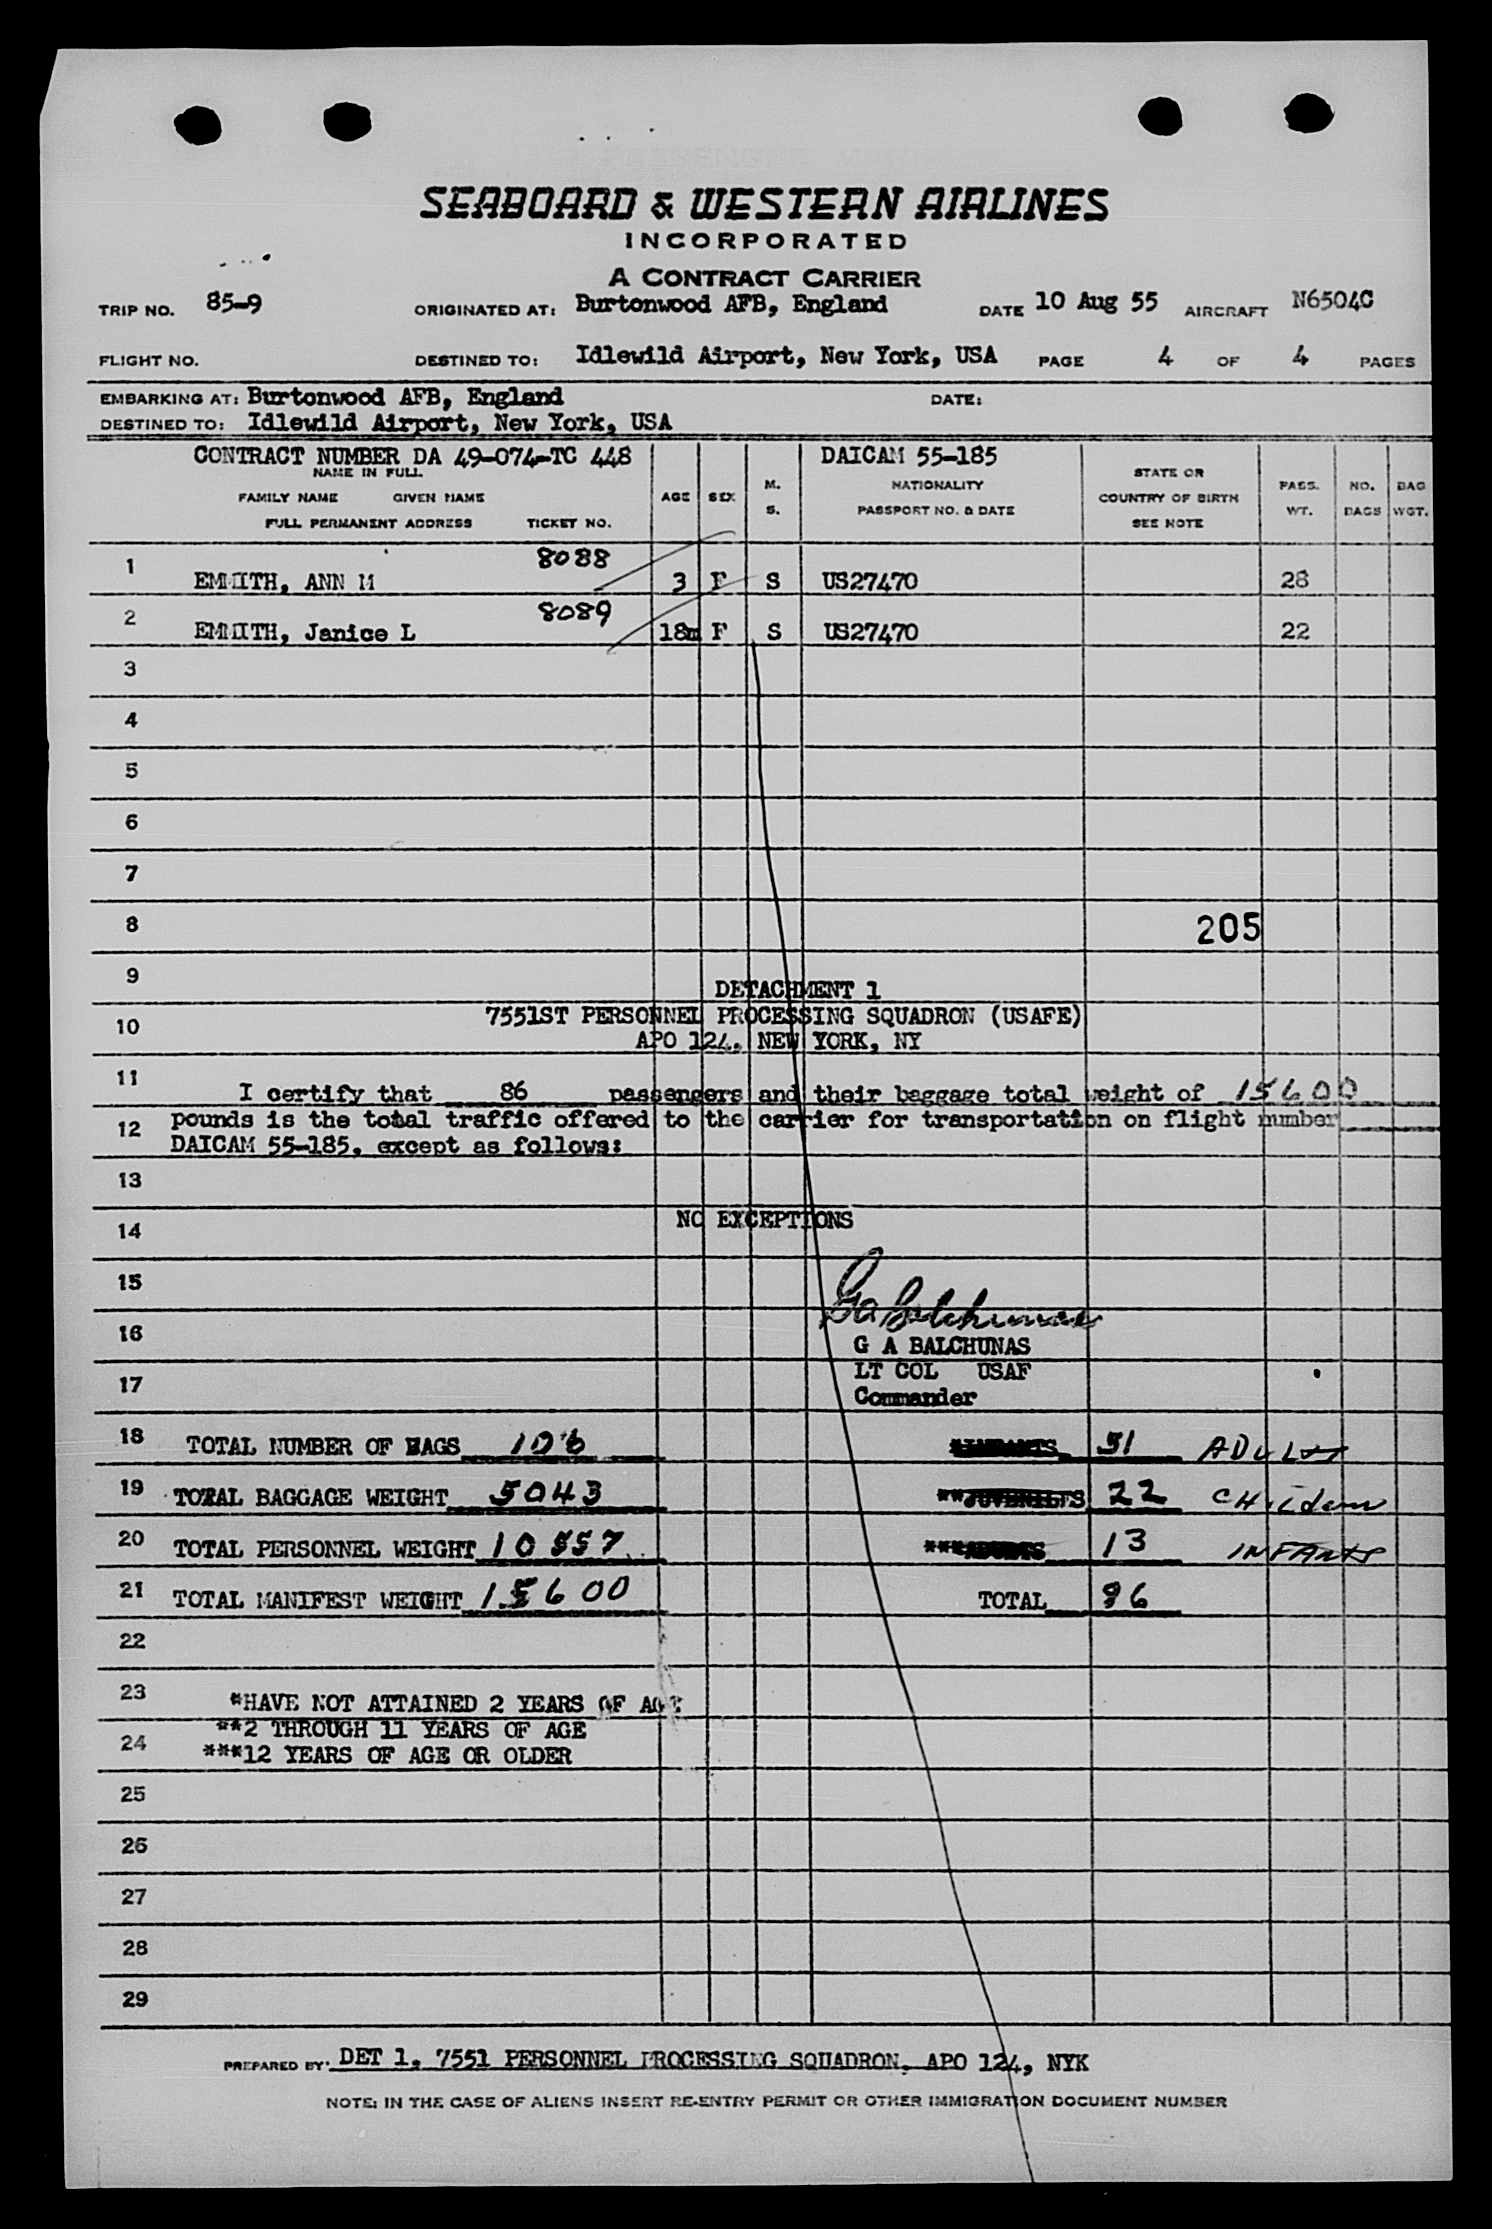 SEABOARD & WESTERN AIRLINES
INCORPORATED
A CONTRACT CARRIER
TRIP NO. 85-9 ORIGINATED AT: Burtonwood AFB, England DATE 10 Aug 55 AIRCRAFT N6504C
FLIGHT NO. DESTINED TO: Idlewild Airport, New York, USA PAGE 4 OF 4 PAGES
EMBARKING AT: Burtonwood AFB, England DATE:
DESTINED TO: Idlewild Airport, New York, USA
CONTRACT NUMBER DA 49-074-TC 448 DAICAM 55-185
NAME IN FULL
FAMILY NAME GIVEN NAME
FULL PERMANENT ADDRESS TICKET NO.
AGE SEX M. S.
NATIONALITY
PASSPORT NO. & DATE
STATE OR
COUNTRY OF BIRTH
SEE NOTE
PASS. WT. NO. BAGS BAG WGT.
8088
1 EMMITH, ANN M 3 F S US27470 28
8089
2 EMMITH, Janice L 18m F S US27470 22
3
4
5
6
7
8 205
9
DETACHMENT 1
10 7551ST PERSONNEL PROCESSING SQUADRON (USAFE)
APO 124, NEW YORK, NY
11
I certify that 86 passengers and their baggage total weight of 15600
12 pounds is the total traffic offered to the carrier for transportation on flight number
DAICAM 55-185, except as follows:
13
14 NO EXCEPTIONS
15
16 G A Balchunas
G A BALCHUNAS
17 LT COL USAF
Commander
18 TOTAL NUMBER OF BAGS 106 *INFANTS 51 ADULTS
19 TOTAL BAGGAGE WEIGHT 5043 **JUVENILES 22 CHildern
20 TOTAL PERSONNEL WEIGHT 10557 ***ADULTS 13 INFANTS
21 TOTAL MANIFEST WEIGHT 15600 TOTAL 86
22
23 *HAVE NOT ATTAINED 2 YEARS OF AGE
**2 THROUGH 11 YEARS OF AGE
24 ***12 YEARS OF AGE OR OLDER
25
26
27
28
29
PREPARED BY: DET 1, 7551 PERSONNEL PROCESSING SQUADRON, APO 124, NYK
NOTE: IN THE CASE OF ALIENS INSERT RE-ENTRY PERMIT OR OTHER IMMIGRATION DOCUMENT NUMBER